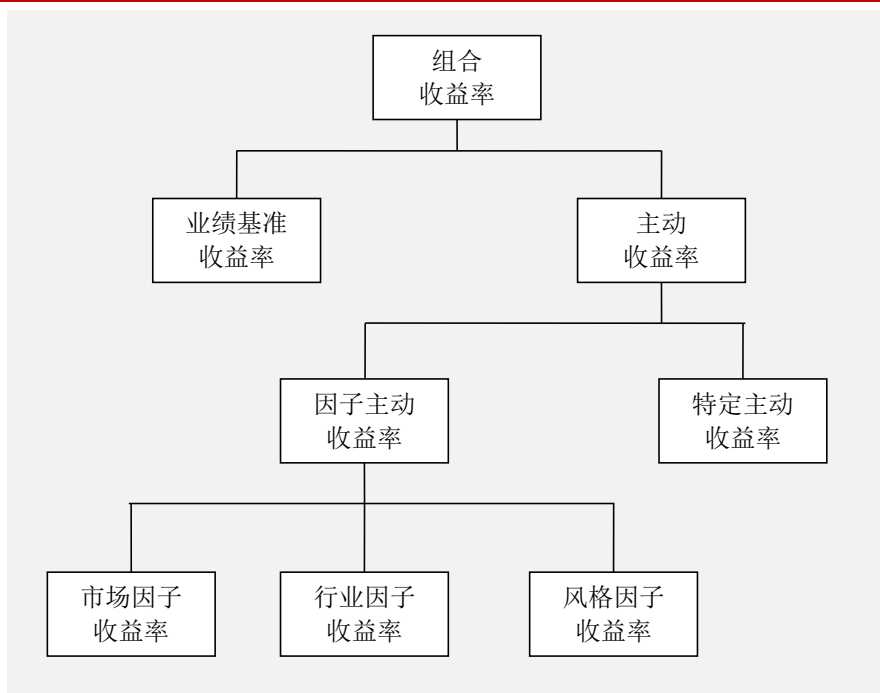 组合
收益率
业绩基准
收益率
主动
收益率
因子主动
收益率
特定主动
收益率
市场因子
收益率
行业因子
收益率
风格因子
收益率